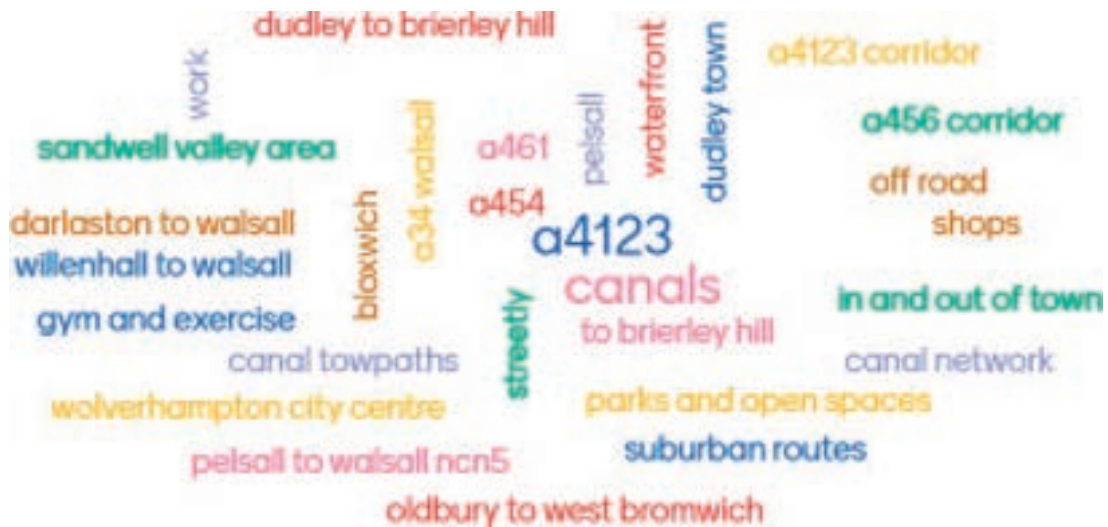 dudley to brierley hill
a4123 corridor
work
waterfront
dudley town
pelsall
a34 walsall
a456 corridor
sandwell valley area
a461
off road
a454
shops
darlaston to walsall
bloxwich
a4123
willenhall to walsall
canals
in and out of town
gym and exercise
streetly
to brierley hill
canal towpaths
canal network
wolverhampton city centre
parks and open spaces
suburban routes
pelsall to walsall ncn5
oldbury to west bromwich